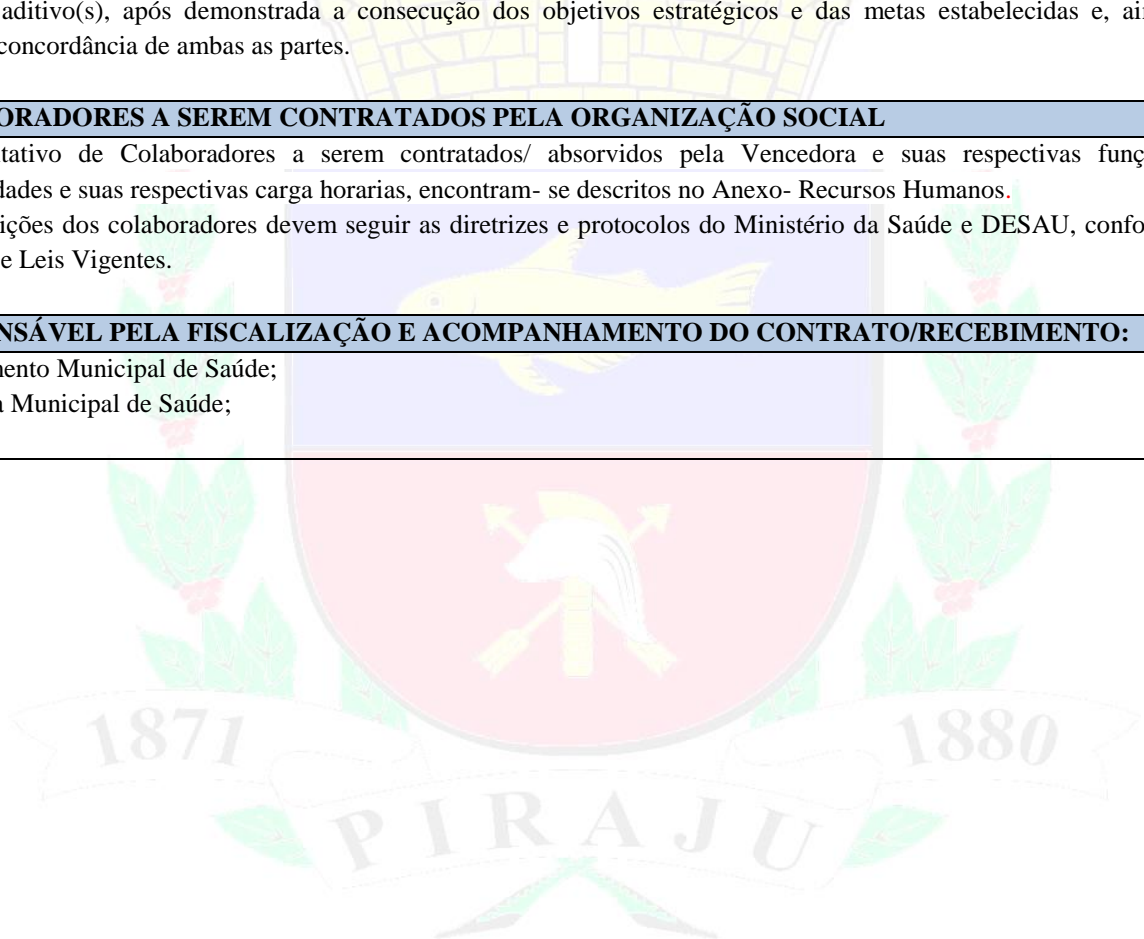 aditivo(s), após demonstrada a consecução dos objetivos estratégicos e das metas estabelecidas e,
concordância de ambas as partes.
ORADORES A SEREM CONTRATADOS PELA ORGANIZAÇÃO SOCIAL
tativo de Colaboradores a serem contratados/ absorvidos pela Vencedora e suas respectivas funç
dades e suas respectivas carga horarias, encontram- se descritos no Anexo- Recursos Humanos.
ições dos colaboradores devem seguir as diretrizes e protocolos do Ministério da Saúde e DESAU, confo
e Leis Vigentes.
NSÁVEL PELA FISCALIZAÇÃO E ACOMPANHAMENTO DO CONTRATO/RECEBIMENTO:
nento Municipal de Saúde;
a Municipal de Saúde;
1871 1880
PIRAJU